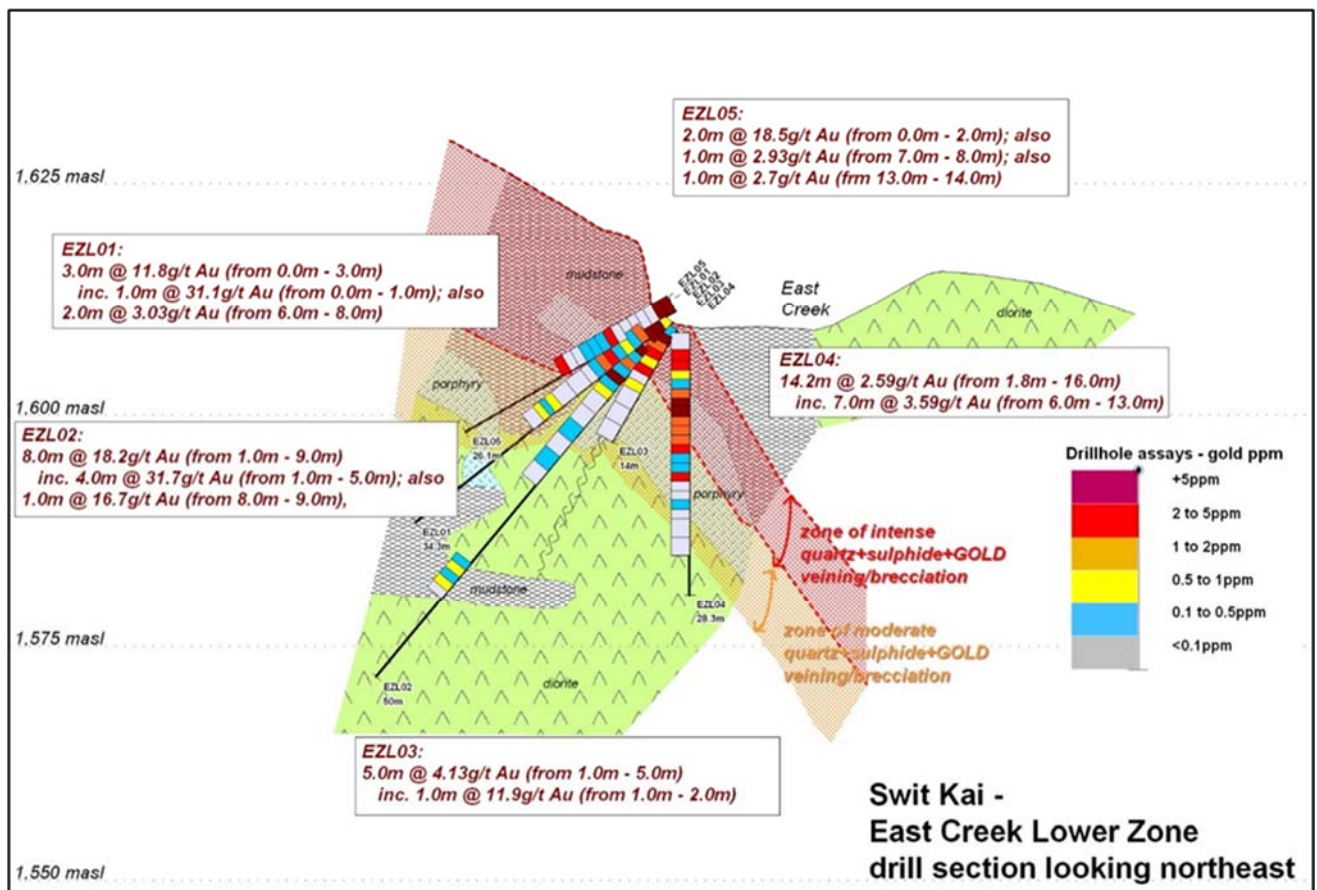 EZL05:
2.0m @ 18.5g/t Au (from 0.0m - 2.0m); also
1.0m @ 2.93g/t Au (from 7.0m - 8.0m); also
1.0m @ 2.7g/t Au (frm 13.0m - 14.0m)
1,625 masl
EZL01:
3.0m @ 11.8g/t Au (from 0.0m - 3.0m)
inc. 1.0m @ 31.1g/t Au (from 0.0m - 1.0m); also
2.0m @ 3.03g/t Au (from 6.0m - 8.0m)
mudstone
EZL05
EZL01
EZL02
EZL03
EZL04
East
Creek
diorite
EZL04:
14.2m @ 2.59g/t Au (from 1.8m - 16.0m)
inc. 7.0m @ 3.59g/t Au (from 6.0m - 13.0m)
porphyry
1,600 masl
EZL02:
8.0m @ 18.2g/t Au (from 1.0m - 9.0m)
inc. 4.0m @ 31.7g/t Au (from 1.0m - 5.0m); also
1.0m @ 16.7g/t Au (from 8.0m - 9.0m),
EZL05
26.1m
EZL03
14m
porphyry
EZL01
34.3m
Drillhole assays - gold ppm
+5ppm
2 to 5ppm
1 to 2ppm
0.5 to 1ppm
0.1 to 0.5ppm
<0.1ppm
zone of intense
quartz+sulphide+GOLD
veining/brecciation
mudstone
EZL04
28.3m
zone of moderate
quartz+sulphide+GOLD
veining/brecciation
1,575 masl
EZL02
50m
diorite
EZL03:
5.0m @ 4.13g/t Au (from 1.0m - 5.0m)
inc. 1.0m @ 11.9g/t Au (from 1.0m - 2.0m)
Swit Kai -
East Creek Lower Zone
drill section looking northeast
1,550 masl